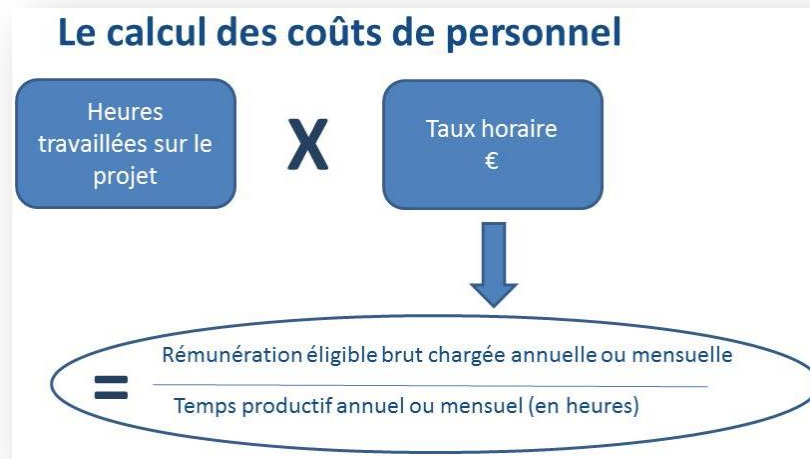 Le calcul des coûts de personnel
Heures
travaillées sur le
projet
X
Taux horaire
€
=
Rémunération éligible brut chargée annuelle ou mensuelle
Temps productif annuel ou mensuel (en heures)